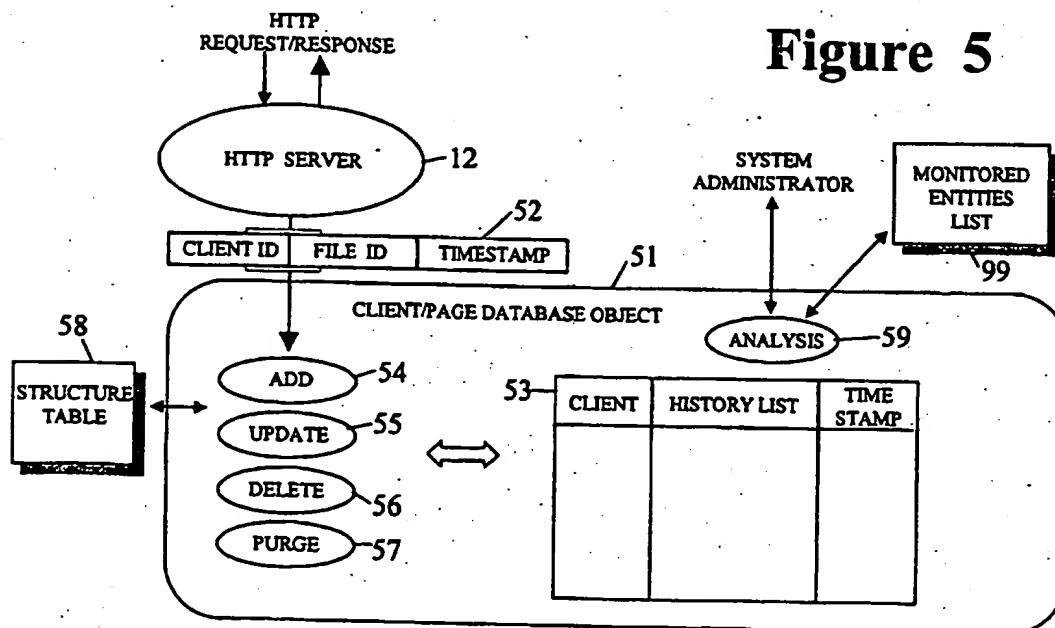 HTTP
REQUEST/RESPONSE
Figure 5
HTTP SERVER
12
SYSTEM
ADMINISTRATOR
MONITORED
ENTITIES
LIST
99
52
CLIENT ID
FILE ID
TIMESTAMP
51
CLIENT/PAGE DATABASE OBJECT
58
STRUCTURE
TABLE
ADD
54
UPDATE
55
DELETE
56
PURGE
57
ANALYSIS
59
53
CLIENT
HISTORY LIST
TIME
STAMP